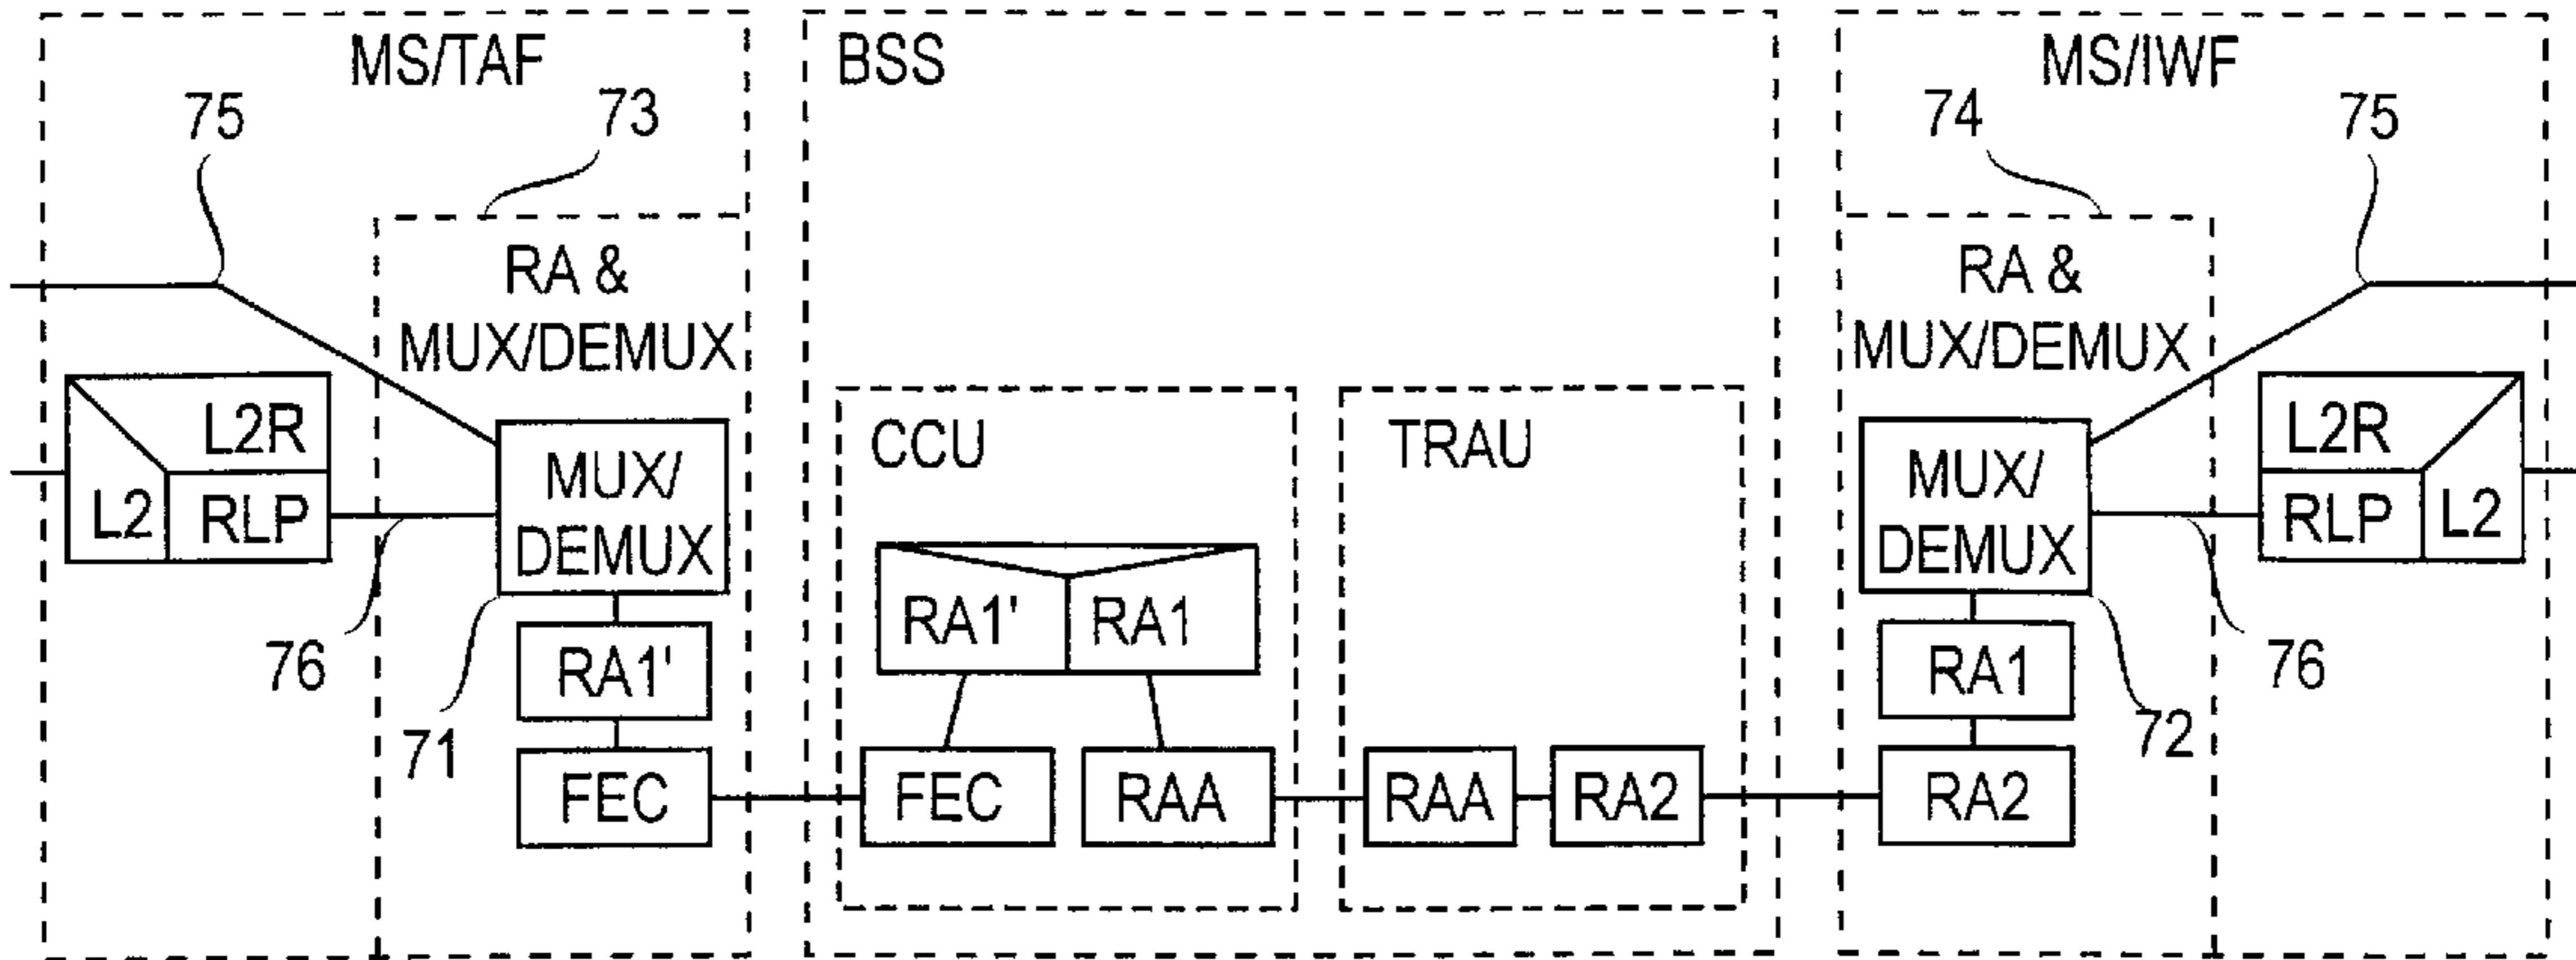 MS/TAF
BSS
MS/IWF
75
73
74
75
RA &
MUX/DEMUX
RA &
MUX/DEMUX
L2R
L2
RLP
MUX/
DEMUX
CCU
TRAU
MUX/
DEMUX
L2R
RLP
L2
76
71
RA1'
FEC
RA1'
RA1
FEC
RAA
RAA
RA2
RA1
RA2
72
76